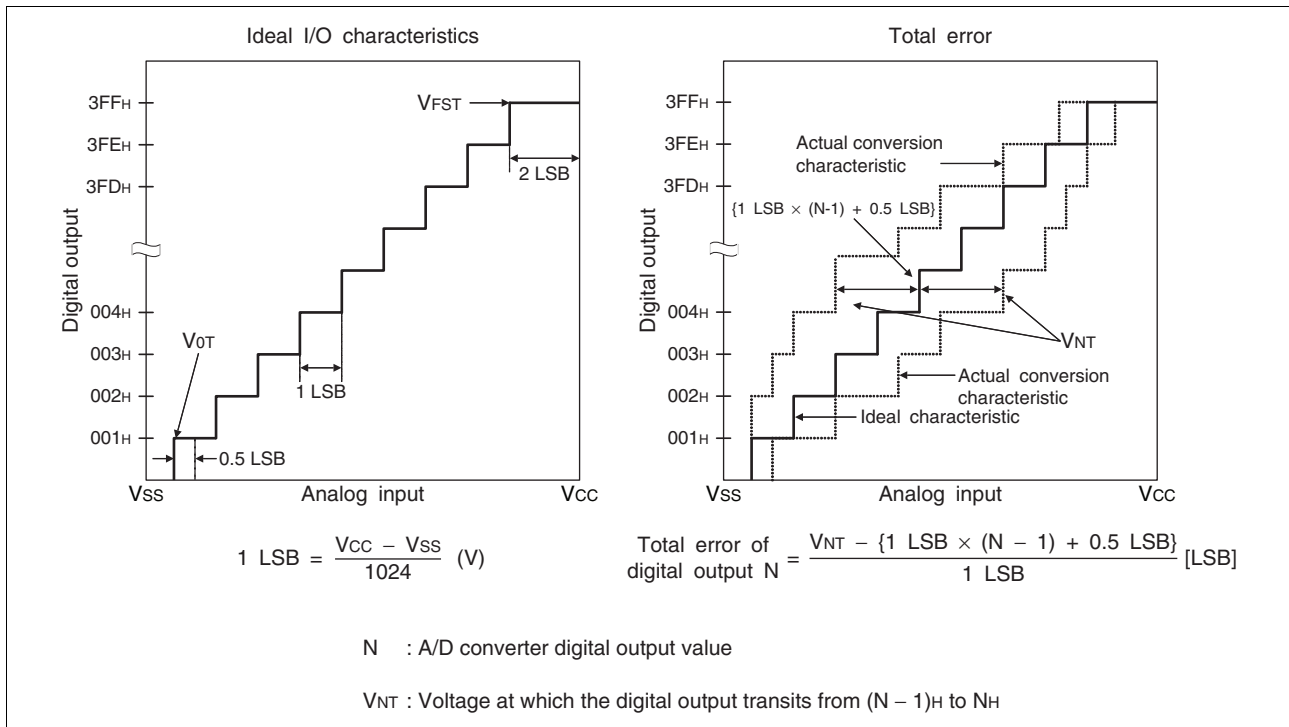 Ideal I/O characteristics
3FFH
3FEH
3FDH
004H
003H
002H
001H
Digital output
VFST
2 LSB
V0T
1 LSB
0.5 LSB
VSS
Analog input
VCC
1 LSB = VCC − VSS / 1024 (V)
Total error
3FFH
3FEH
3FDH
004H
003H
002H
001H
Digital output
Actual conversion
characteristic
{1 LSB × (N-1) + 0.5 LSB}
VNT
Actual conversion
characteristic
Ideal characteristic
VSS
Analog input
VCC
Total error of
digital output N = VNT − {1 LSB × (N − 1) + 0.5 LSB} / 1 LSB [LSB]
N : A/D converter digital output value
VNT : Voltage at which the digital output transits from (N − 1)H to NH